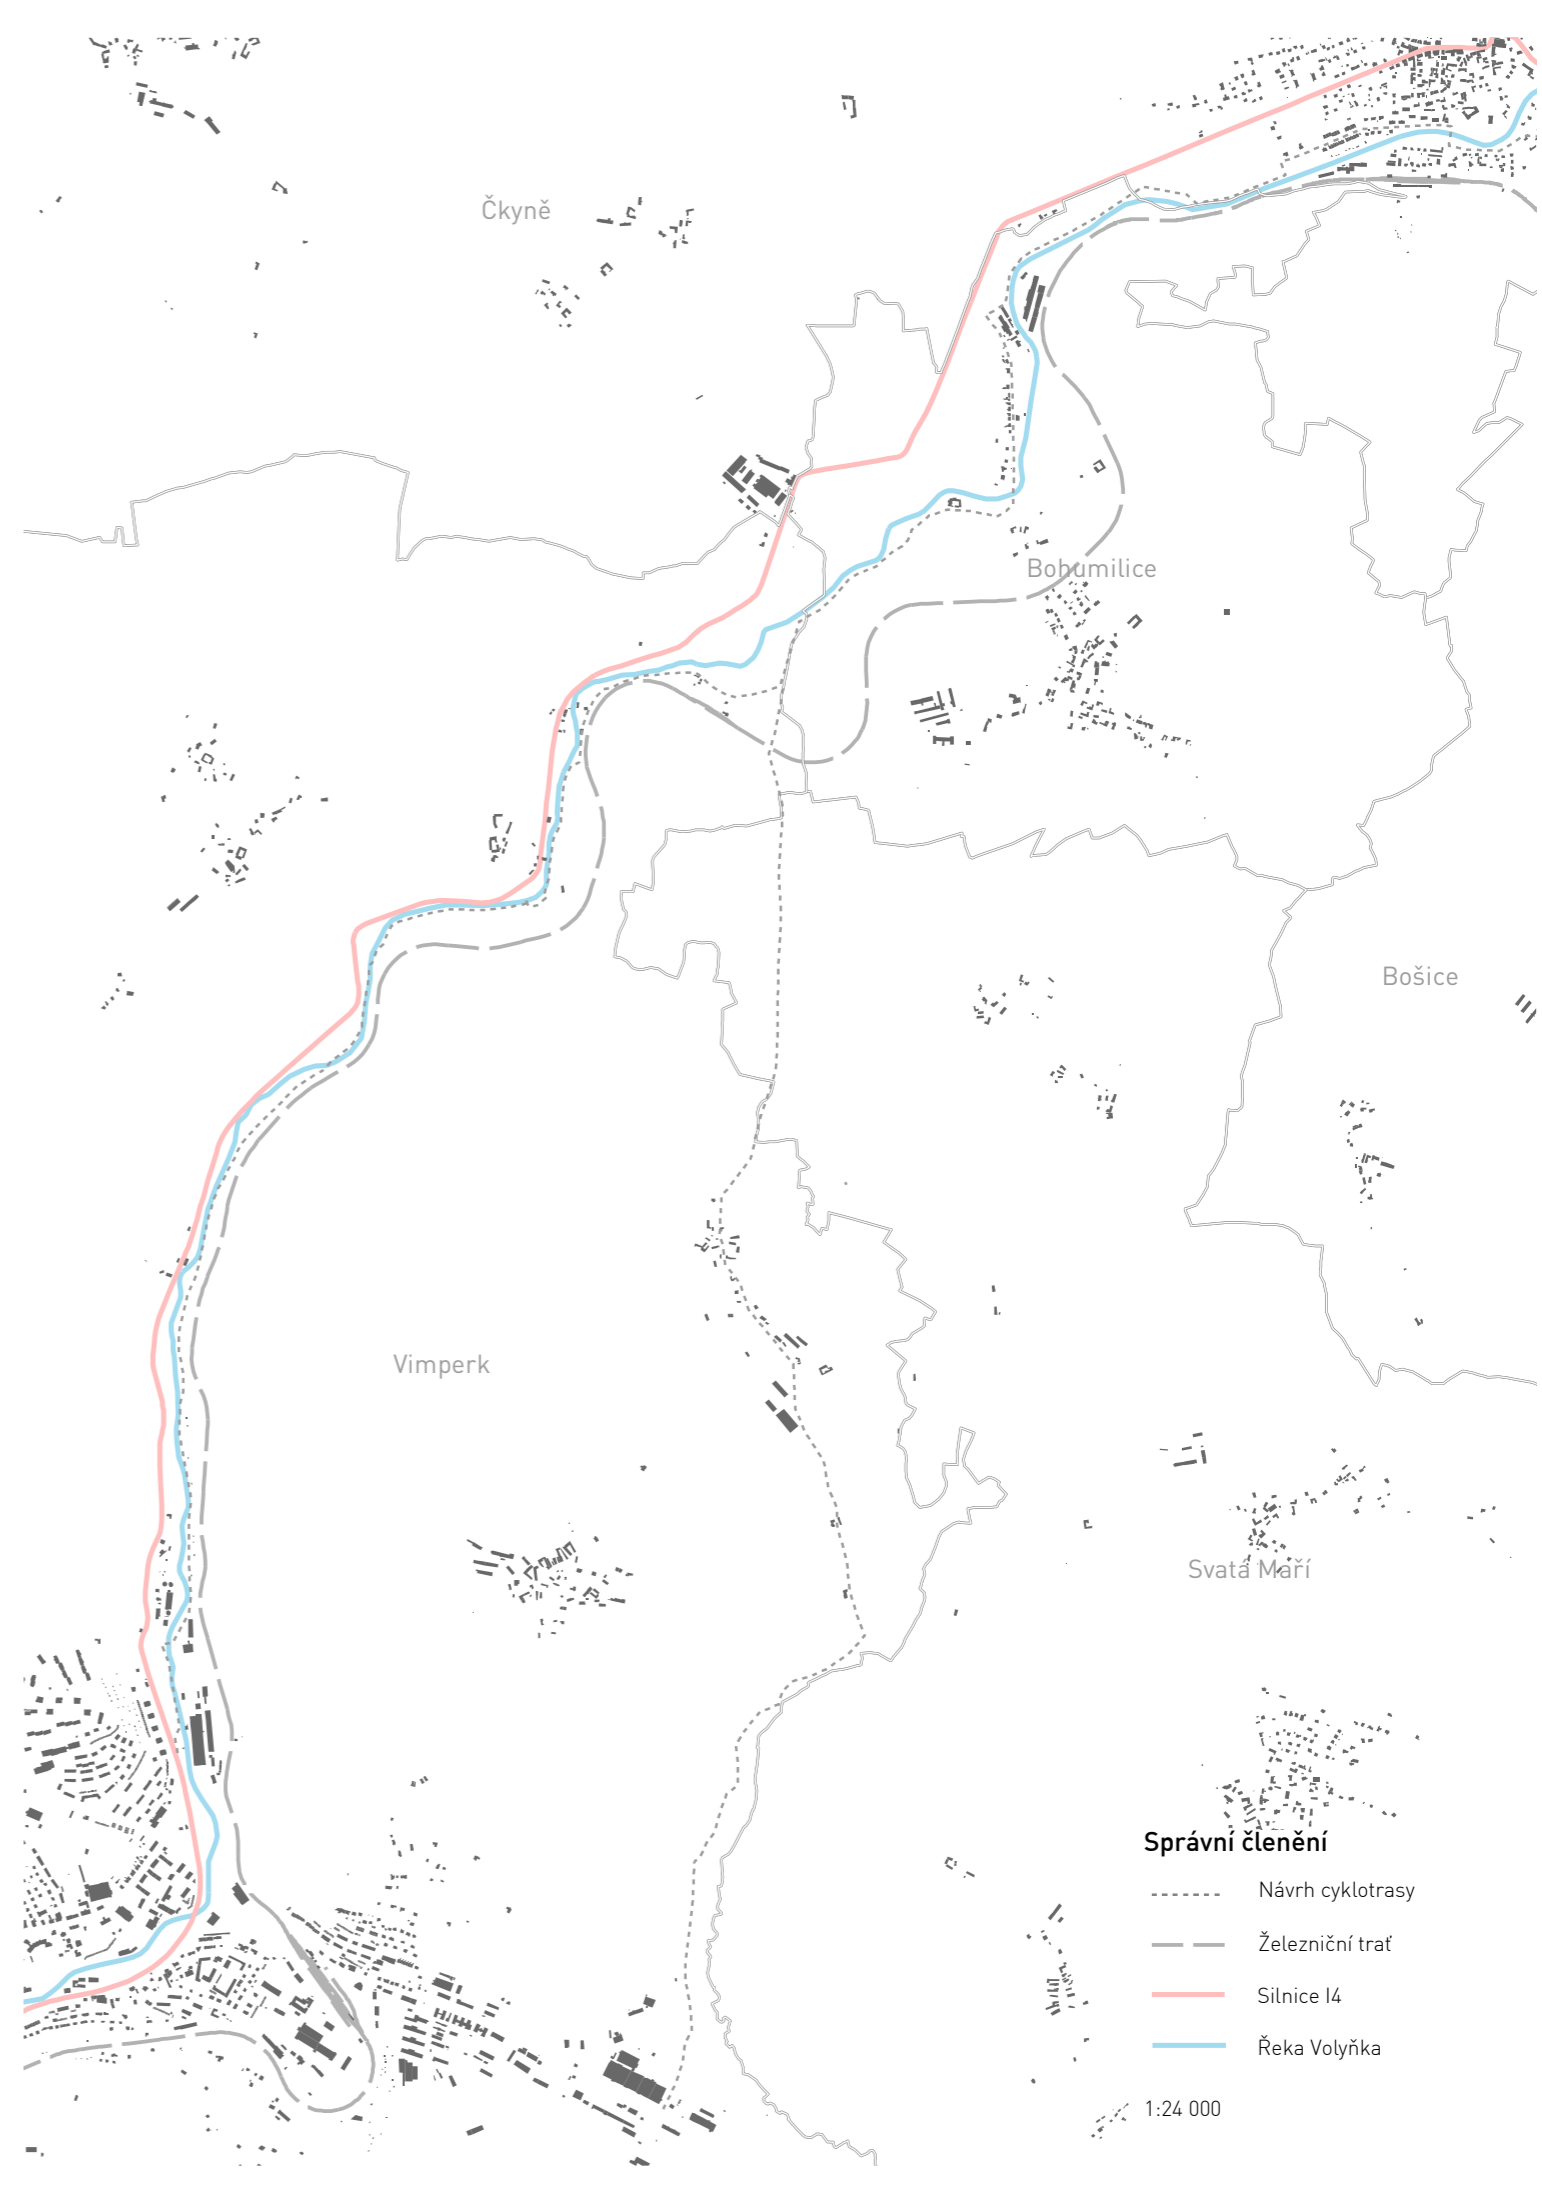 Čkyně
Bohumilice
Bošice
Vimperk
Svatá Maří
Správní členění
Návrh cyklotrasy
Železniční trať
Silnice I4
Řeka Volyňka
1:24 000